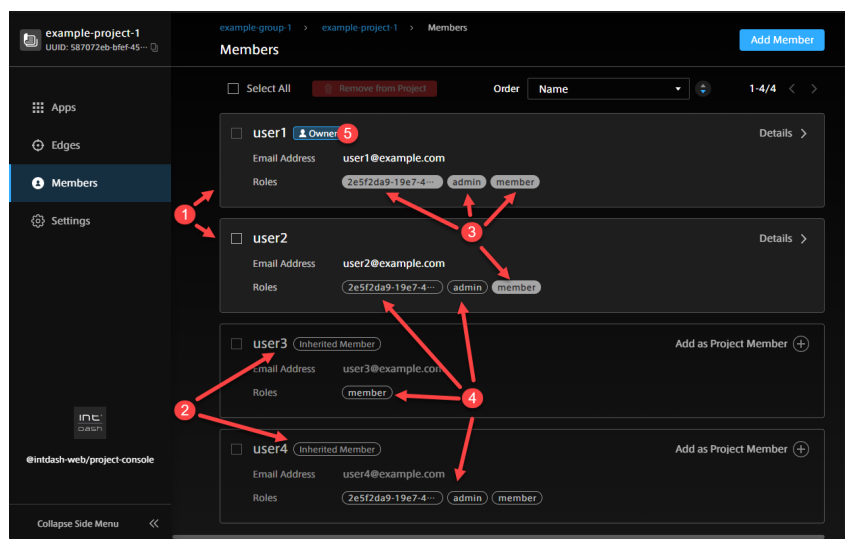 example-project-1
UUID: 587072eb-bfef-45···
Apps
Edges
Members
Settings
int
dash
@intdash-web/project-console
Collapse Side Menu
example-group-1 > example-project-1 > Members
Members
Add Member
Select All Remove from Project Order Name 1-4/4
user1 Owner 5 Details
Email Address user1@example.com
Roles 2e5f2da9-19e7-4··· admin member
1
3
user2 Details
Email Address user2@example.com
Roles 2e5f2da9-19e7-4··· admin member
user3 Inherited Member Add as Project Member
Email Address user3@example.com
Roles member
2
4
user4 Inherited Member Add as Project Member
Email Address user4@example.com
Roles 2e5f2da9-19e7-4··· admin member